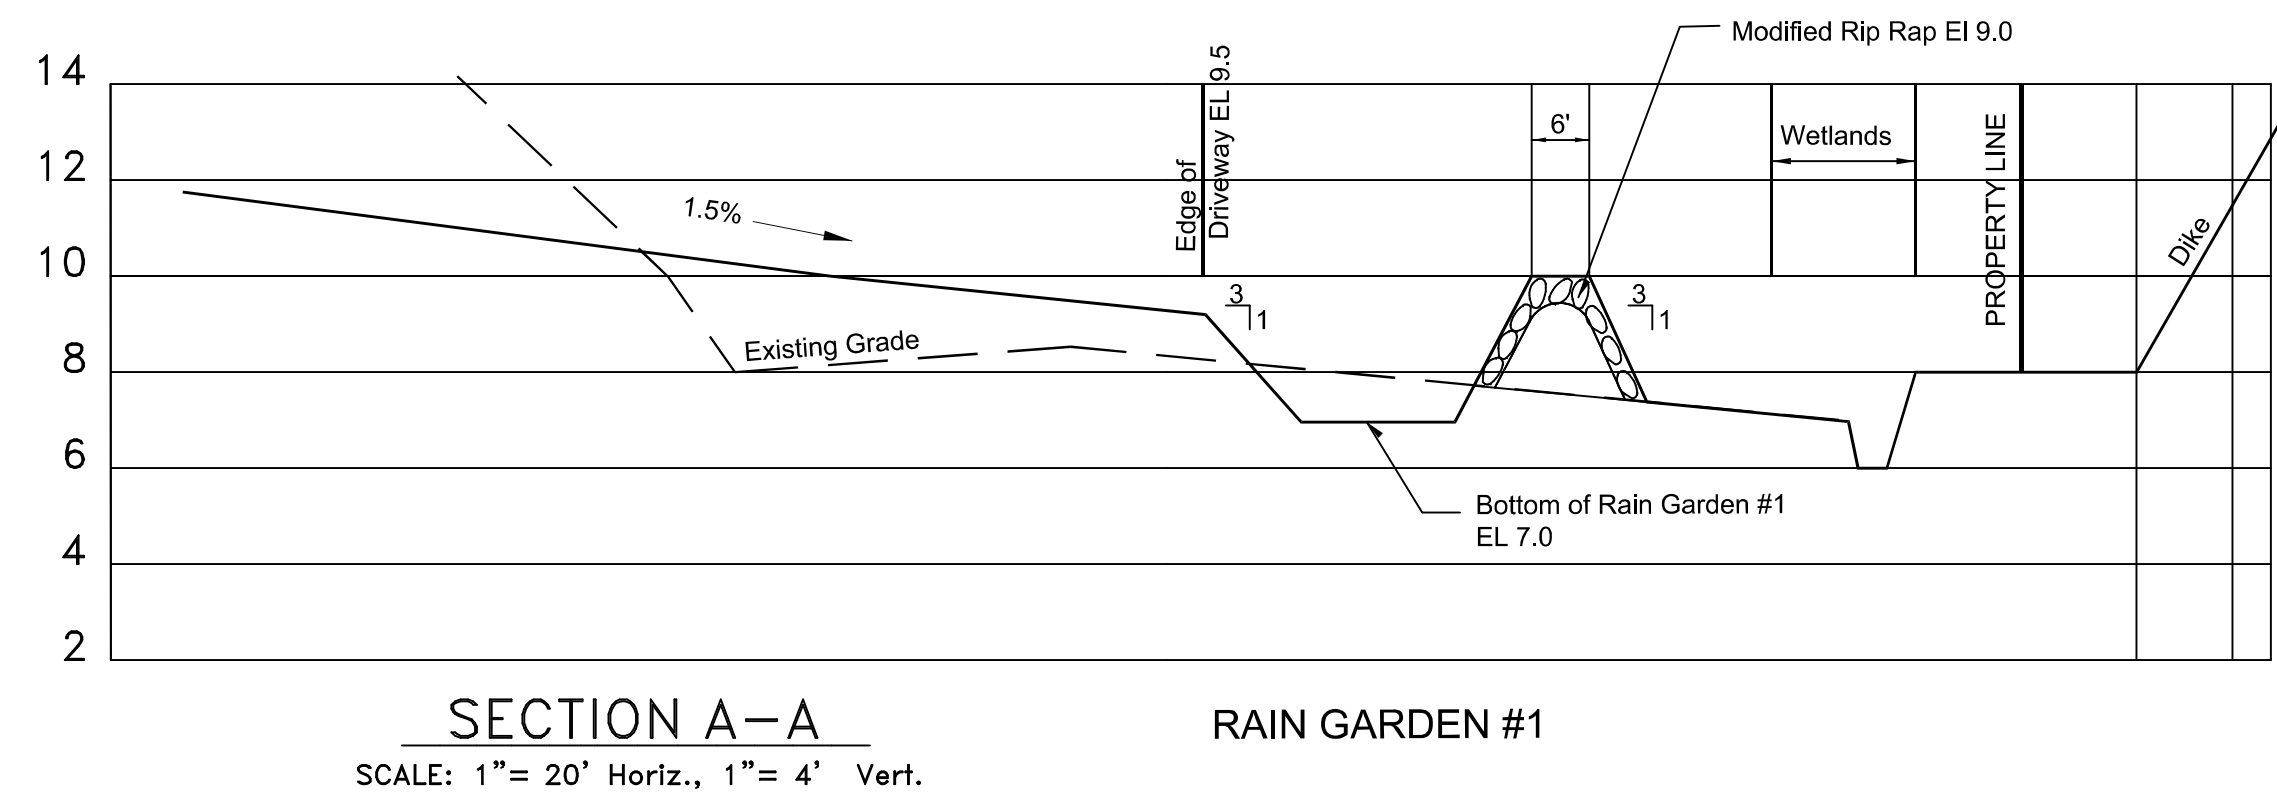 Modified Rip Rap El 9.0
14
12
10
8
6
4
2
1.5%
Existing Grade
Edge of
Driveway EL 9.5
3
1
6'
3
1
Wetlands
PROPERTY LINE
Dike
Bottom of Rain Garden #1
EL 7.0
SECTION A-A
SCALE: 1"= 20' Horiz., 1"= 4' Vert.
RAIN GARDEN #1